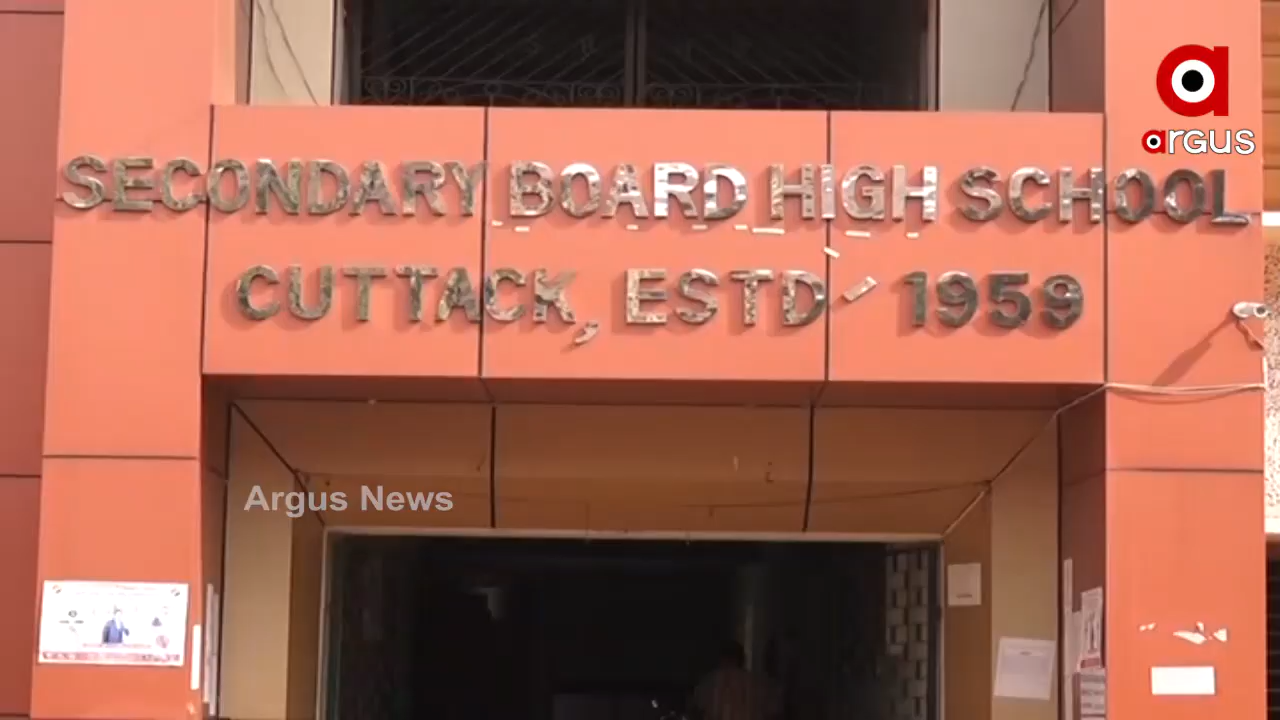 SECONDARY BOARD HIGH SCHOOL
CUTTACK, ESTD' 1959
argus
Argus News